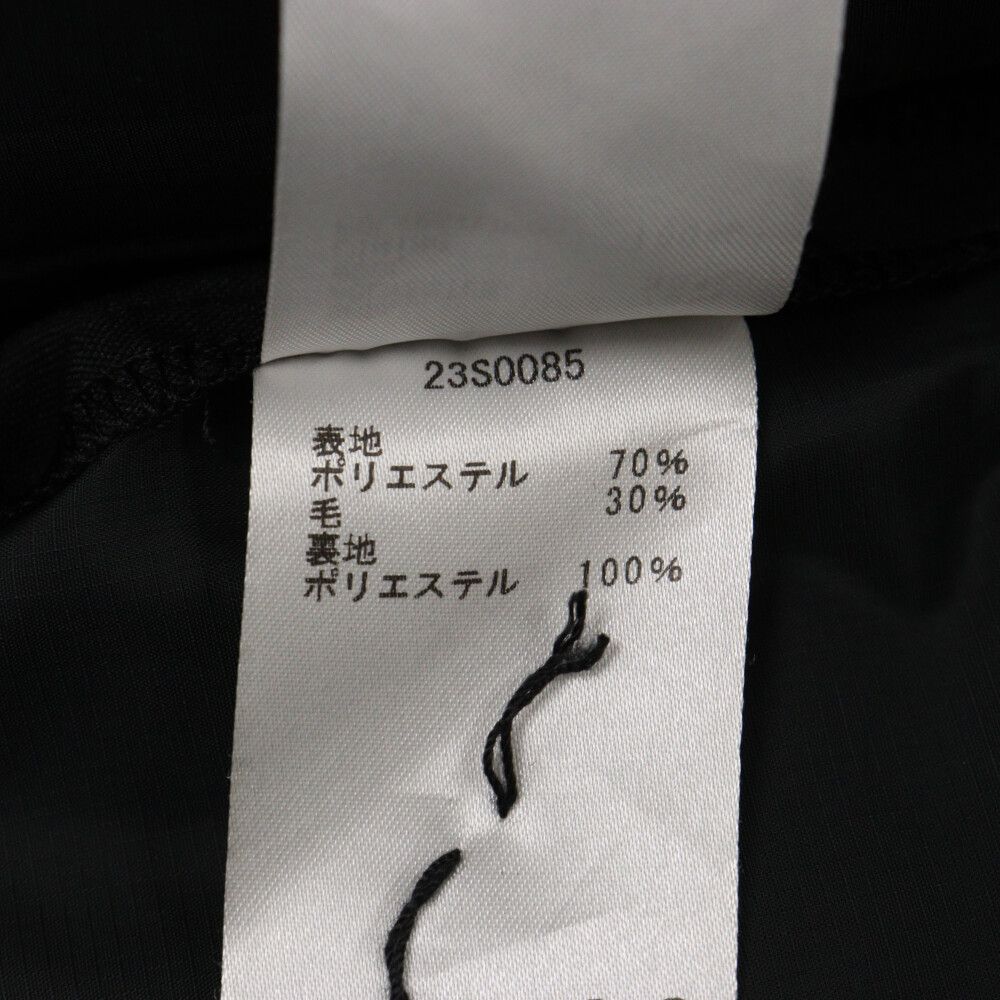 23S0085
表地
ポリエステル 70%
毛 30%
裏地
ポリエステル 100%